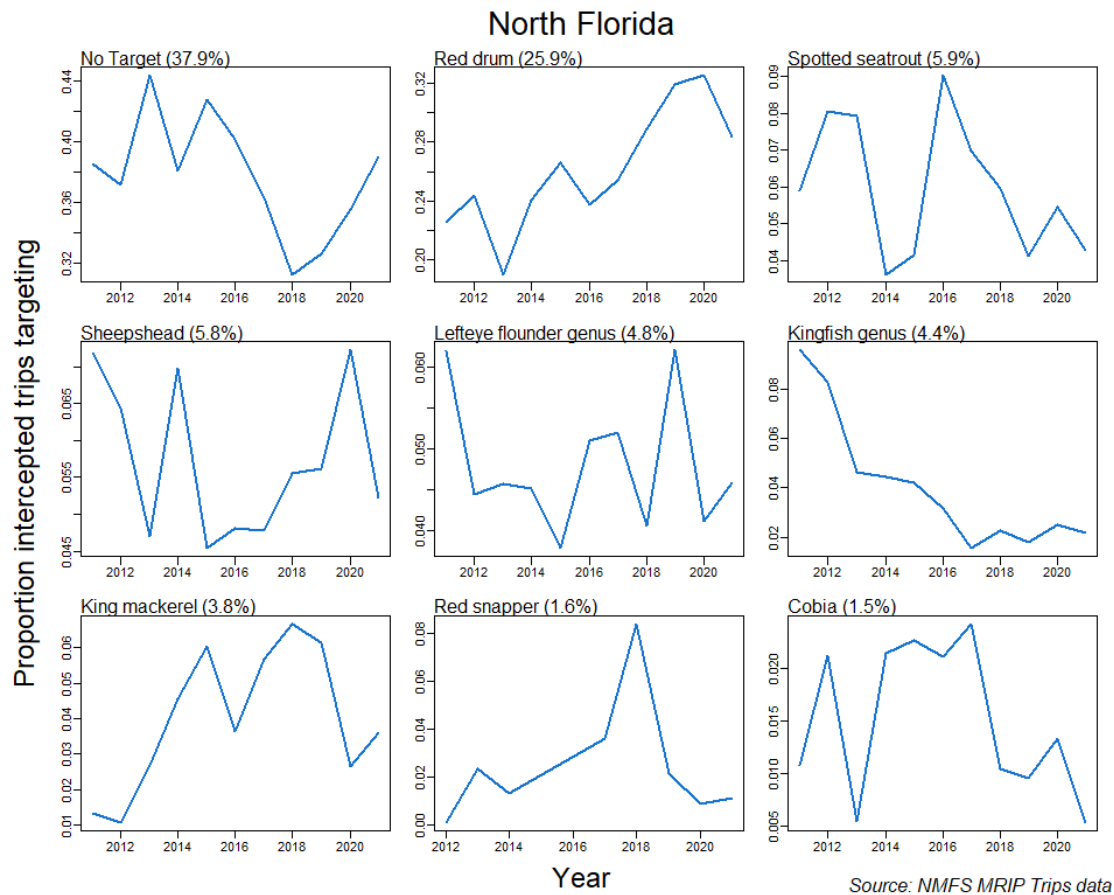 North Florida
No Target (37.9%)
0.32 0.36 0.40 0.44
2012 2014 2016 2018 2020
Red drum (25.9%)
0.20 0.24 0.28 0.32
2012 2014 2016 2018 2020
Spotted seatrout (5.9%)
0.04 0.05 0.06 0.07 0.08 0.09
2012 2014 2016 2018 2020
Proportion intercepted trips targeting
Sheepshead (5.8%)
0.045 0.055 0.065
2012 2014 2016 2018 2020
Lefteye flounder genus (4.8%)
0.040 0.050 0.060
2012 2014 2016 2018 2020
Kingfish genus (4.4%)
0.02 0.04 0.06 0.08
2012 2014 2016 2018 2020
King mackerel (3.8%)
0.01 0.02 0.03 0.04 0.05 0.06
2012 2014 2016 2018 2020
Red snapper (1.6%)
0.00 0.02 0.04 0.06 0.08
2012 2014 2016 2018 2020
Cobia (1.5%)
0.005 0.010 0.015 0.020
2012 2014 2016 2018 2020
Year
Source: NMFS MRIP Trips data